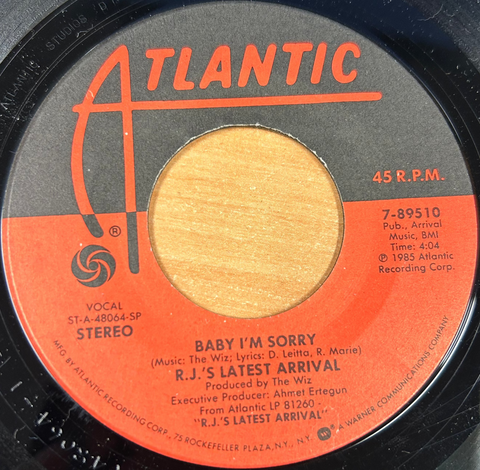 ATLANTIC
®
45 R.P.M.
7-89510
Pub., Arrival
Music, BMI
Time: 4:04
℗ 1985 Atlantic
Recording Corp.
VOCAL
ST-A-48064-SP
STEREO
BABY I'M SORRY
(Music: The Wiz; Lyrics: D. Leitta, R. Marie)
R.J.'S LATEST ARRIVAL
Produced by The Wiz
Executive Producer: Ahmet Ertegun
From Atlantic LP 81260 -
"R.J.'S LATEST ARRIVAL"
MFG BY ATLANTIC RECORDING CORP., 75 ROCKEFELLER PLAZA, N.Y., N.Y. A WARNER COMMUNICATIONS COMPANY